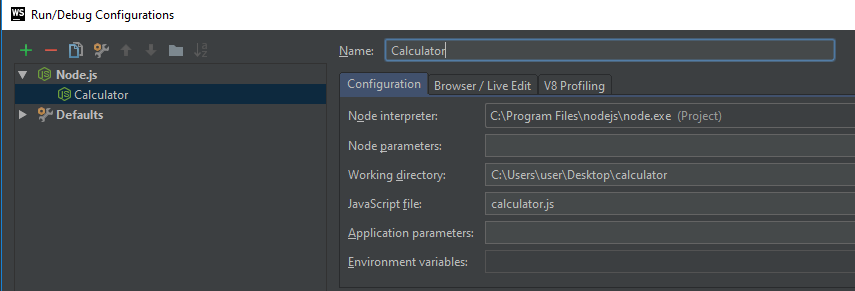 WS Run/Debug Configurations
Name: Calculator
Node.js
Calculator
Defaults
Configuration Browser / Live Edit V8 Profiling
Node interpreter: C:\Program Files\nodejs\node.exe (Project)
Node parameters:
Working directory: C:\Users\user\Desktop\calculator
JavaScript file: calculator.js
Application parameters:
Environment variables: